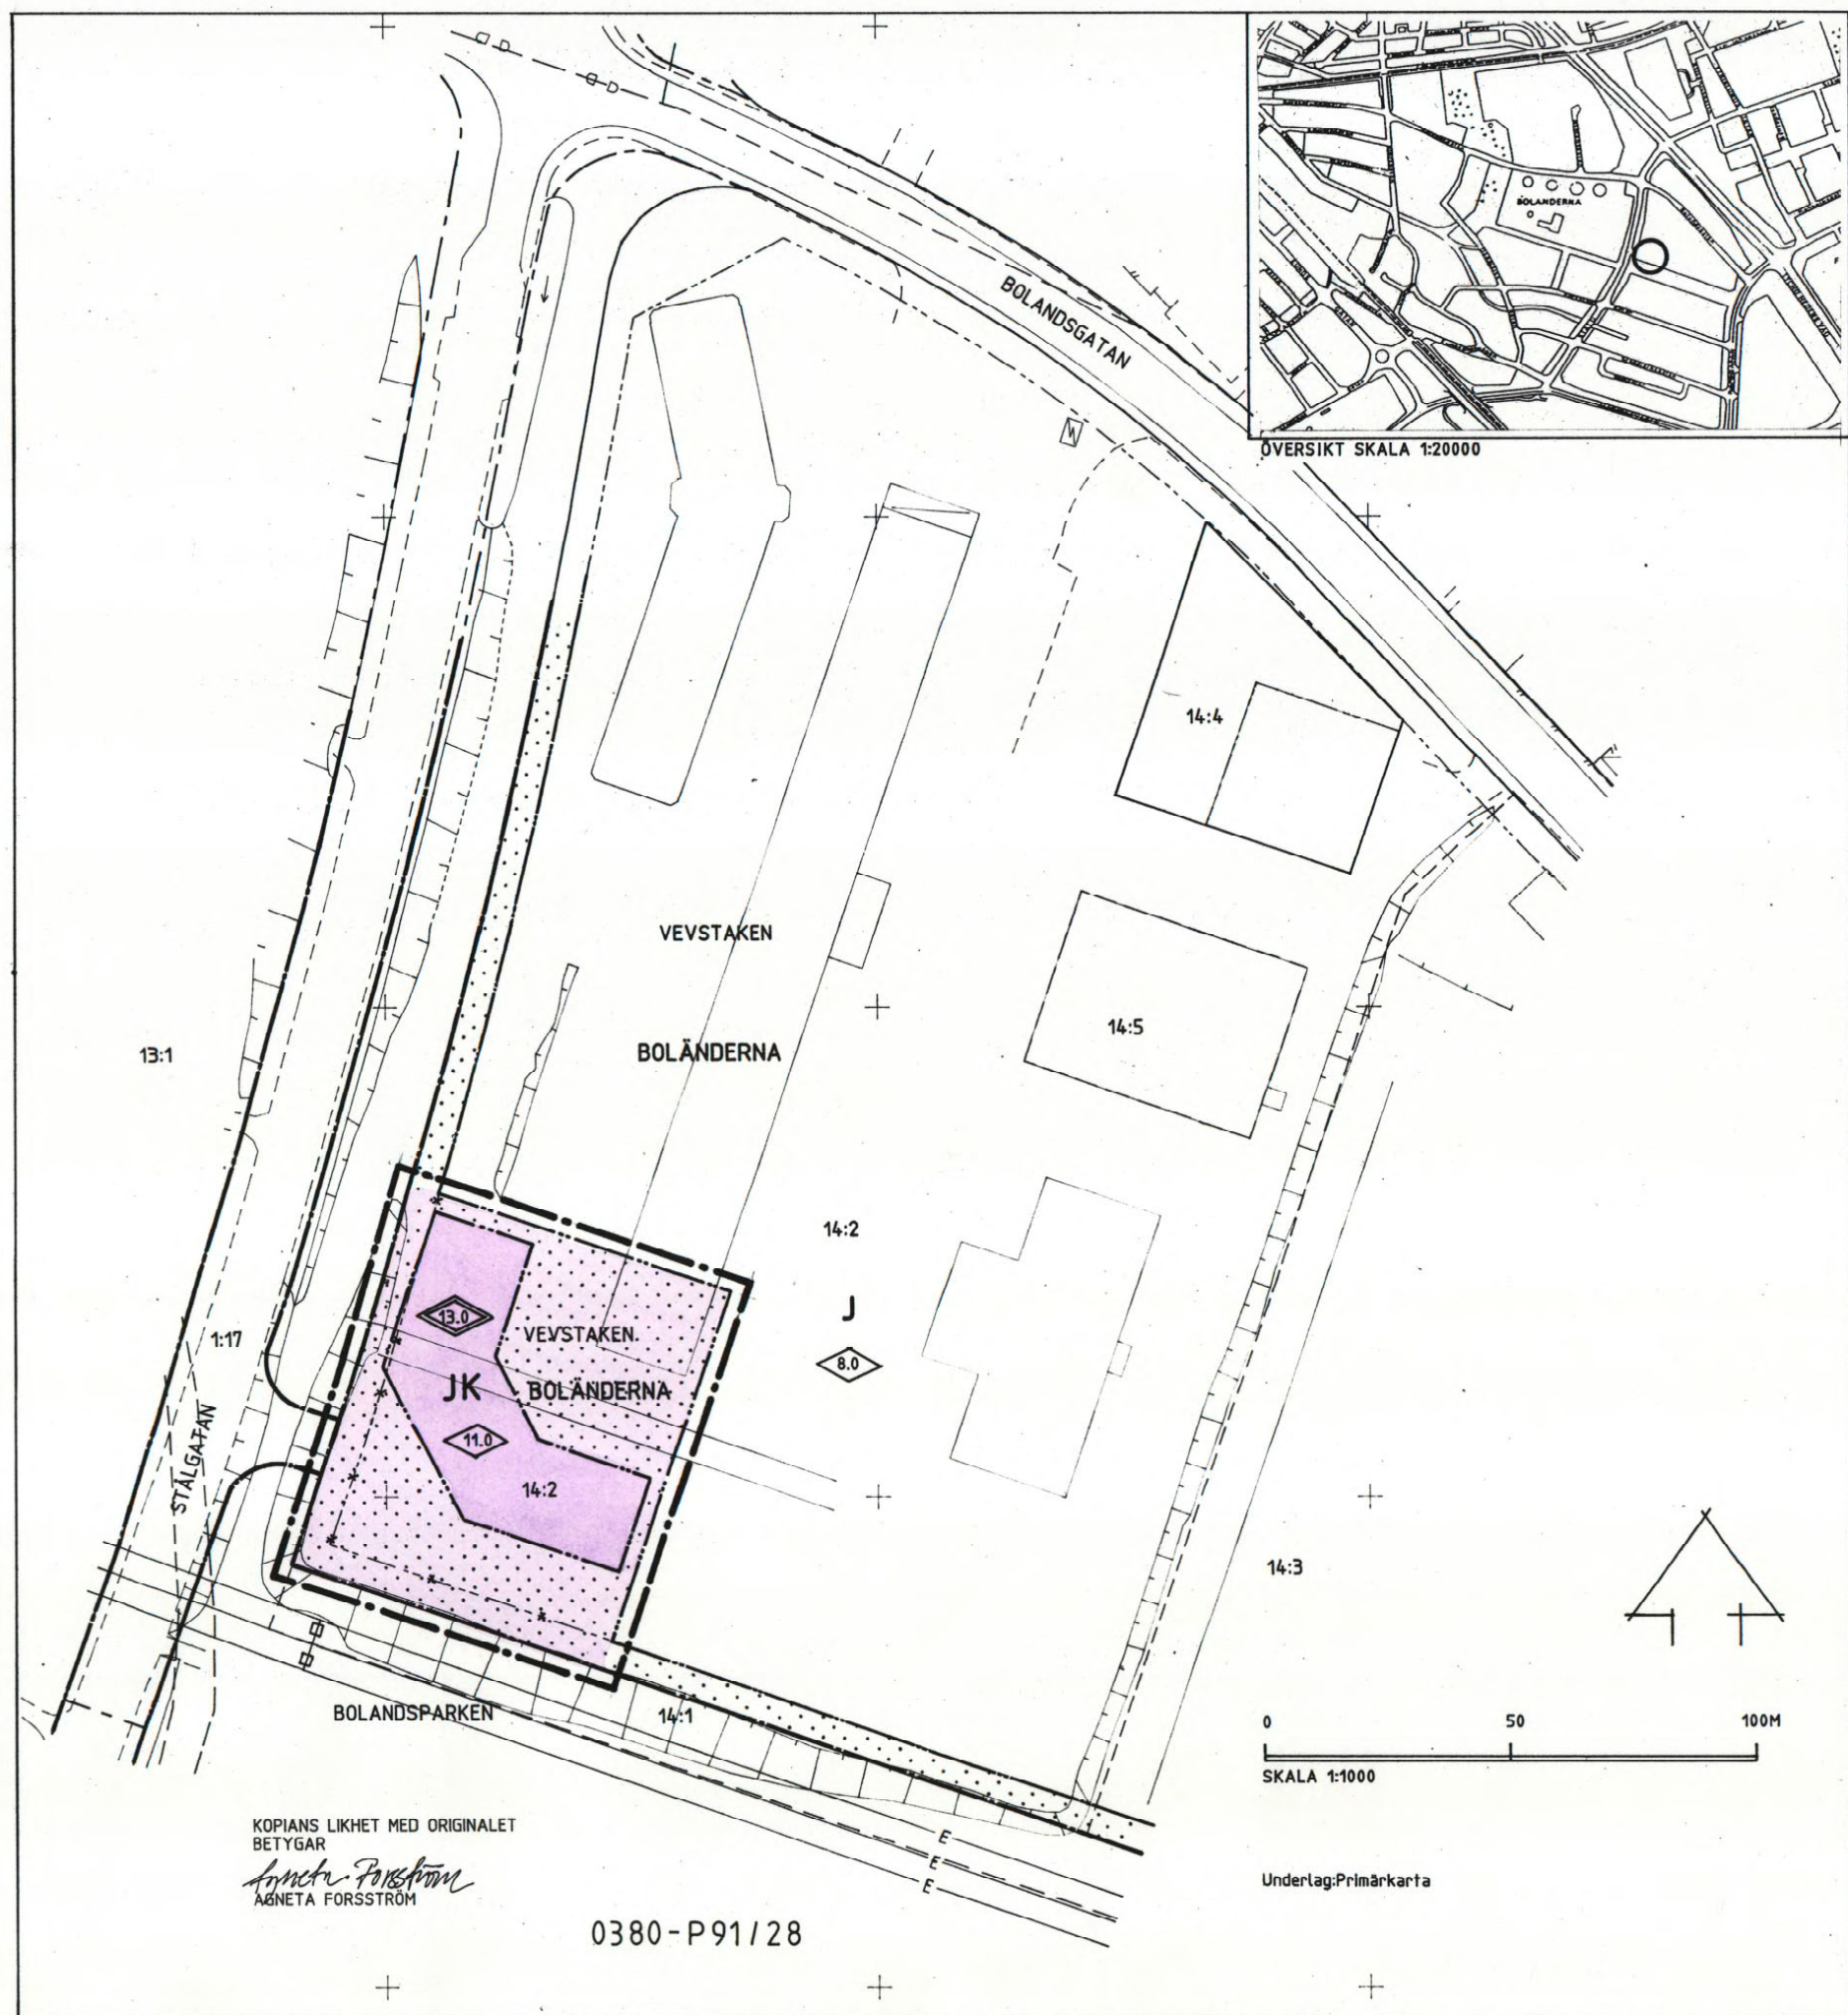 BOLÄNDERNA
ÖVERSIKT SKALA 1:20000
BOLANDSGATAN
14:4
VEVSTAKEN
14:5
BOLÄNDERNA
13:1
14:2
J
13.0
VEVSTAKEN
1:17
8.0
JK
BOLÄNDERNA
11.0
STÅLGATAN
14:2
14:3
BOLANDSPARKEN
14:1
0 50 100M
SKALA 1:1000
KOPIANS LIKHET MED ORIGINALET
BETYGAR
Agneta Forsström
AGNETA FORSSTRÖM
E
E
E
Underlag:Primärkarta
0380-P91/28